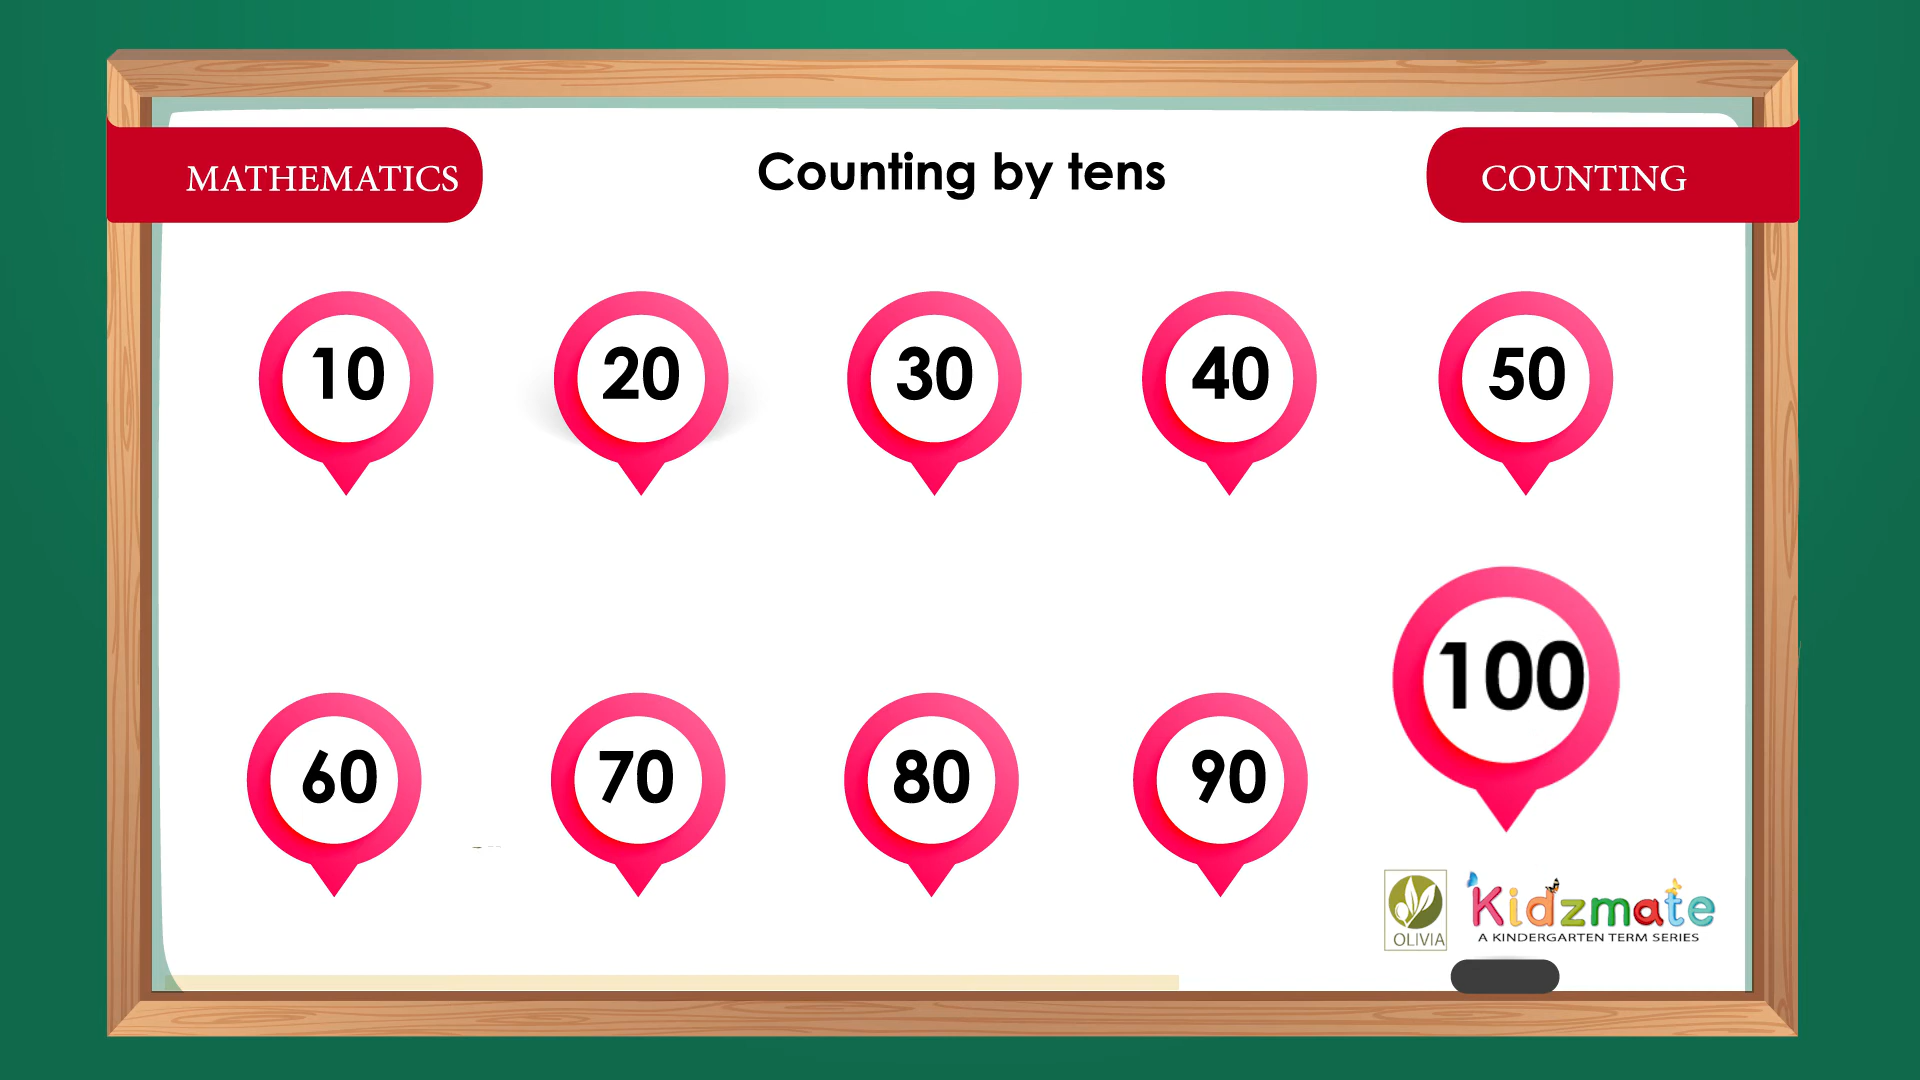 MATHEMATICS
Counting by tens
COUNTING
10 20 30 40 50
60 70 80 90 100
OLIVIA
Kidzmate
A KINDERGARTEN TERM SERIES